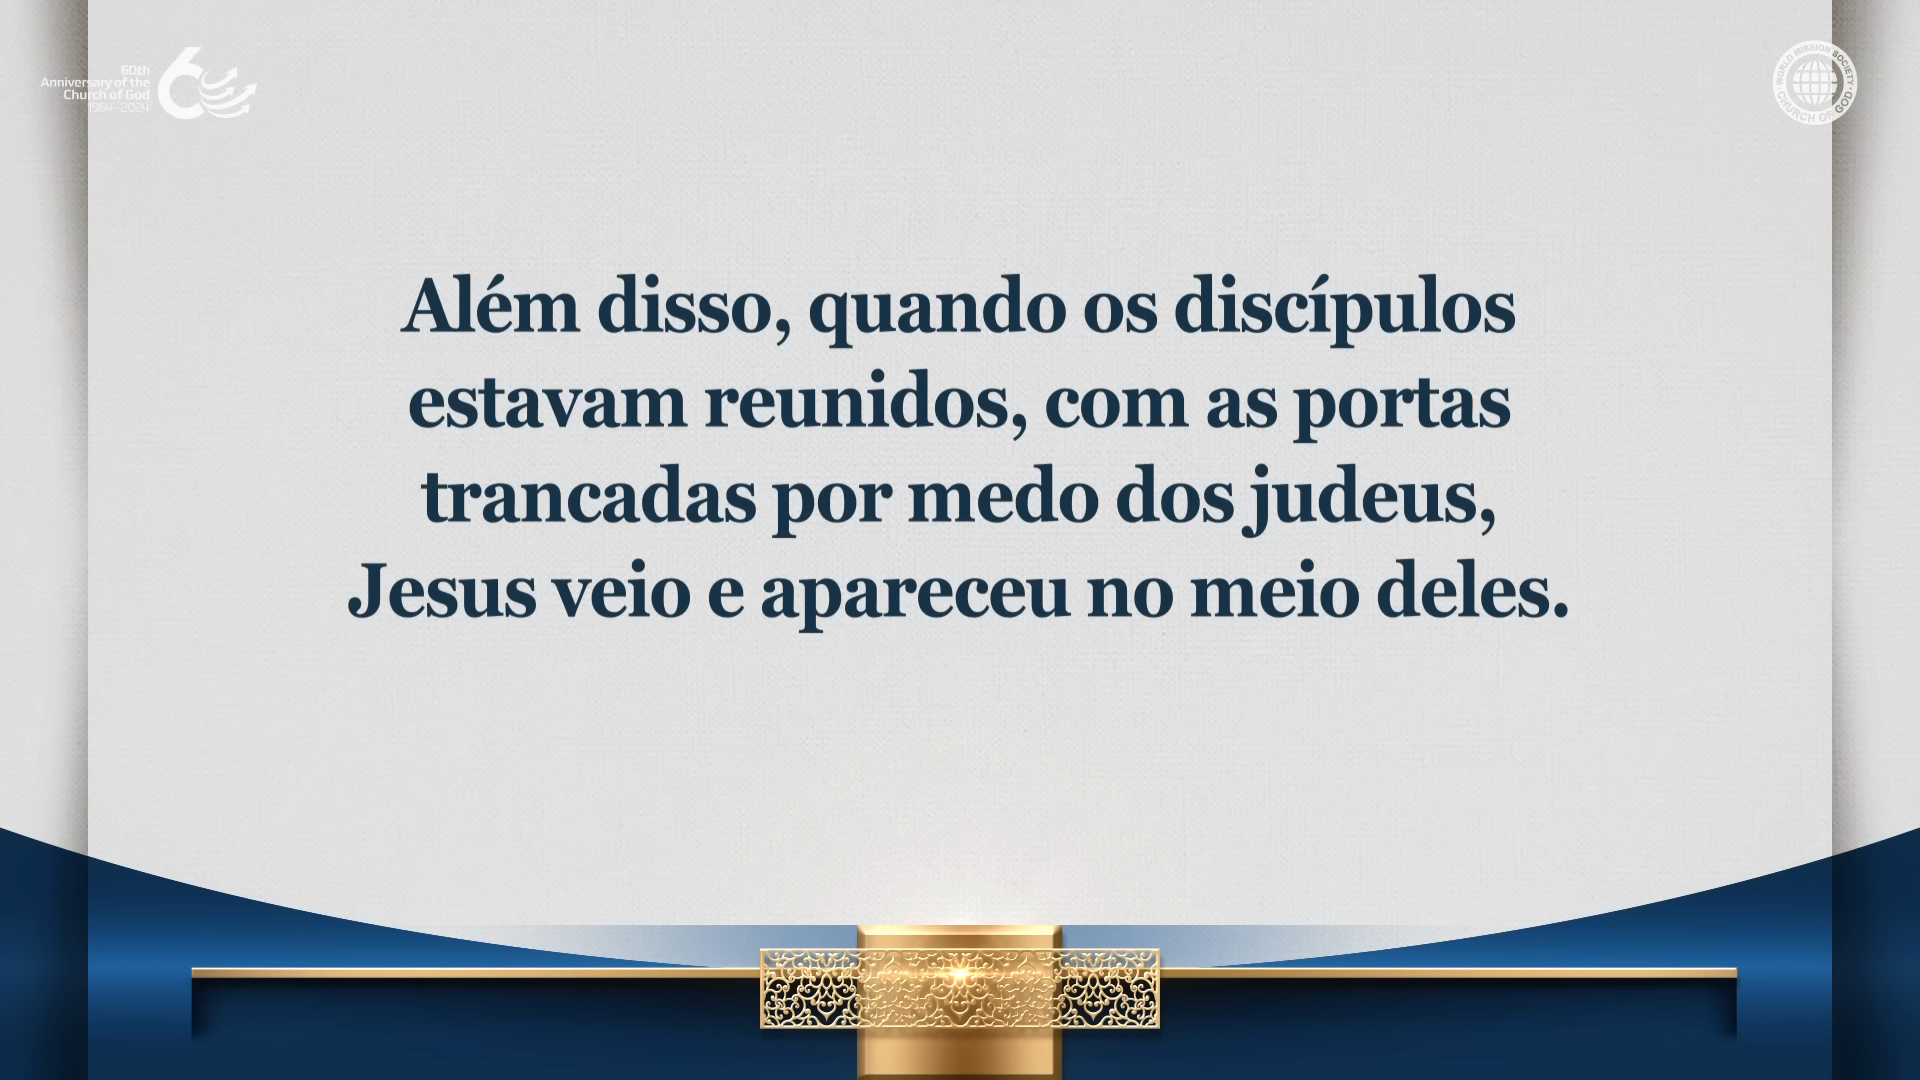 60th
Anniversary of the
Church of God
1964-2024
WORLD MISSION SOCIETY
CHURCH OF GOD
Além disso, quando os discípulos
estavam reunidos, com as portas
trancadas por medo dos judeus,
Jesus veio e apareceu no meio deles.